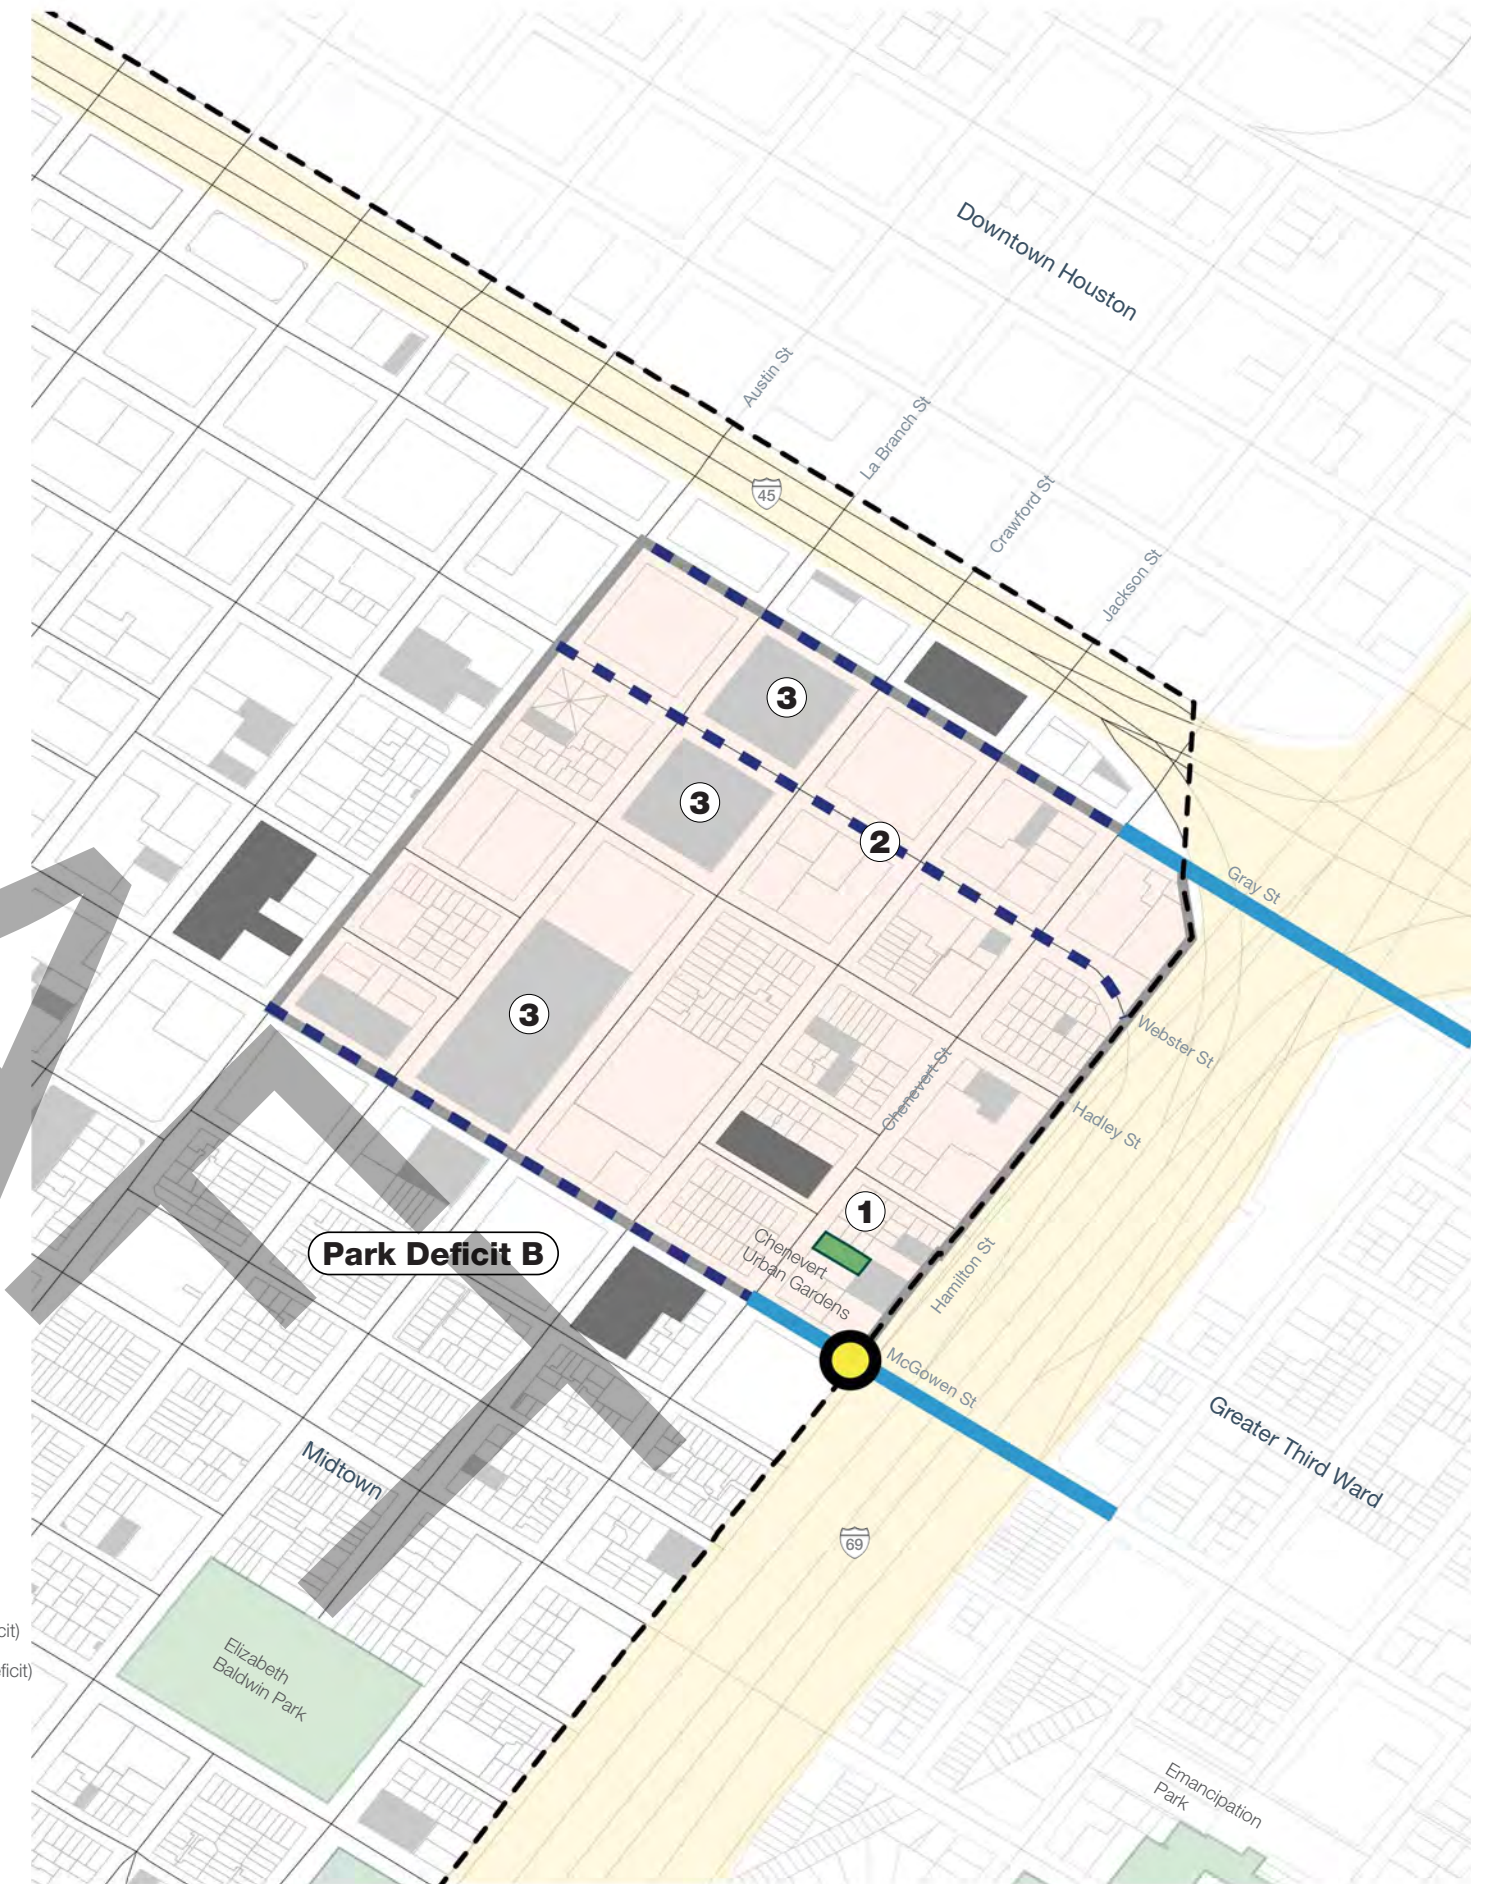 Downtown Houston
Austin St
La Branch St
Crawford St
Jackson St
45
3
3
2
Gray St
3
Webster St
Chenevert St
Hadley St
1
Park Deficit B
Chenevert
Urban Gardens
Hamilton St
McGowen St
Greater Third Ward
Midtown
69
cit)
eficit)
Elizabeth
Baldwin Park
Emancipation
Park